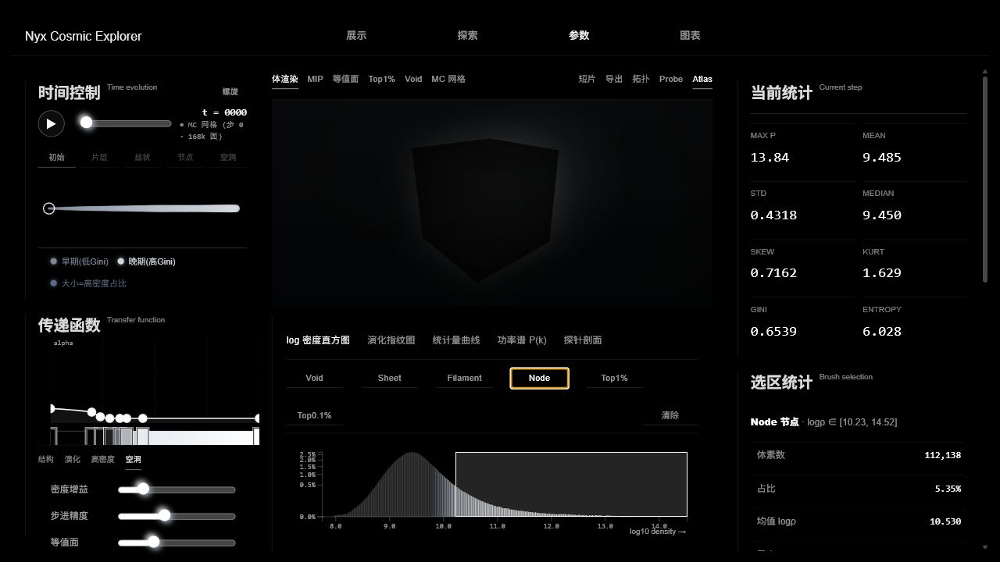 Nyx Cosmic Explorer
展示 探索 参数 图表
时间控制 Time evolution 螺旋
t = 0000
• MC 网格 (步 0
· 168k 面)
初始 片层 丝状 节点 空洞
早期(低Gini) 晚期(高Gini)
大小=高密度占比
传递函数 Transfer function
alpha
结构 演化 高密度 空洞
密度增益
步进精度
等值面
体渲染 MIP 等值面 Top1% Void MC 网格 短片 导出 拓扑 Probe Atlas
log 密度直方图 演化指纹图 统计量曲线 功率谱 P(k) 探针剖面
Void Sheet Filament Node Top1%
Top0.1% 清除
2.5%
2.0%
1.5%
1.0%
0.5%
0.0%
8.0 9.0 10.0 11.0 12.0 13.0 14.0
log10 density →
当前统计 Current step
MAX Ρ MEAN
13.84 9.485
STD MEDIAN
0.4318 9.450
SKEW KURT
0.7162 1.629
GINI ENTROPY
0.6539 6.028
选区统计 Brush selection
Node 节点 · logρ ∈ [10.23, 14.52]
体素数 112,138
占比 5.35%
均值 logρ 10.530